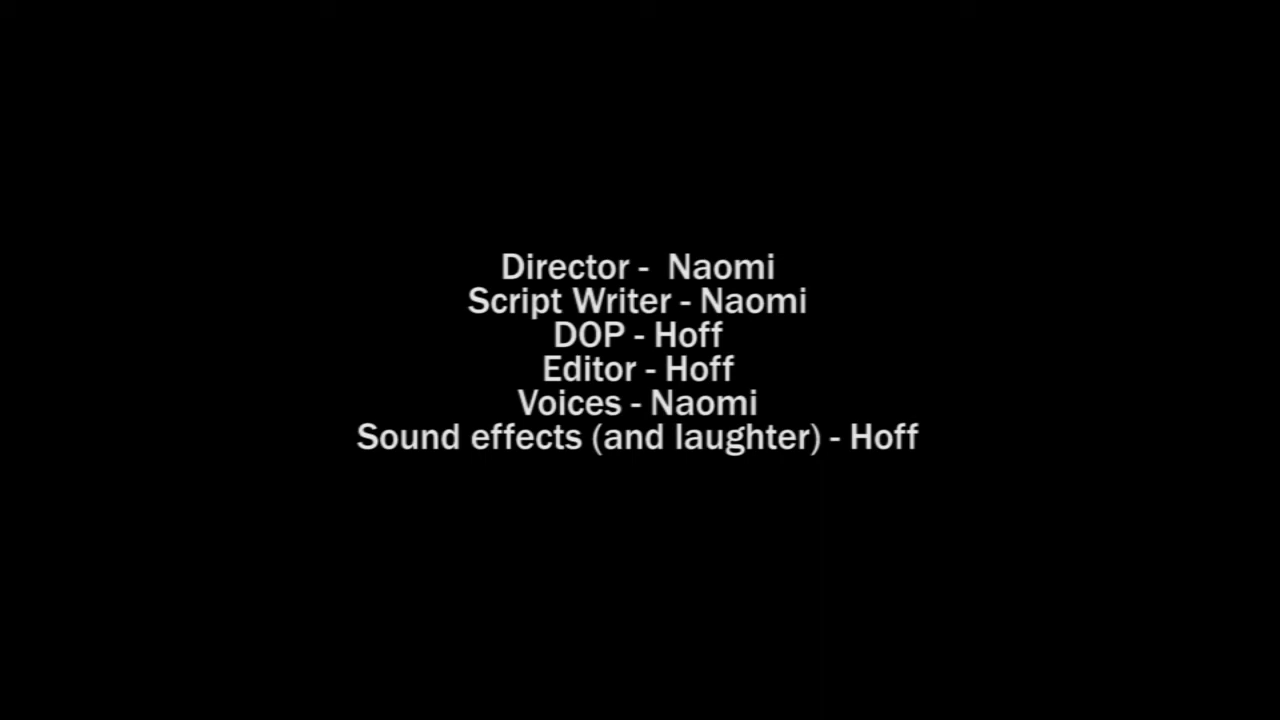 Director -  Naomi
Script Writer - Naomi
DOP - Hoff
Editor - Hoff
Voices - Naomi
Sound effects (and laughter) - Hoff